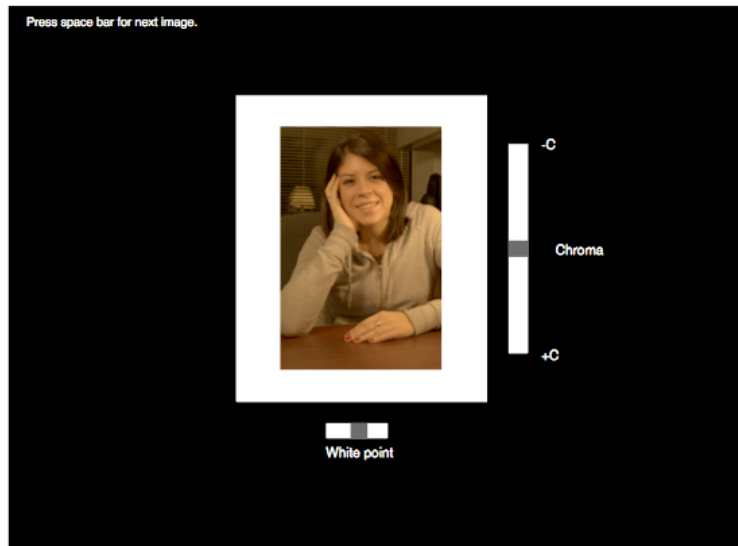 Press space bar for next image.
-C
Chroma
+C
White point